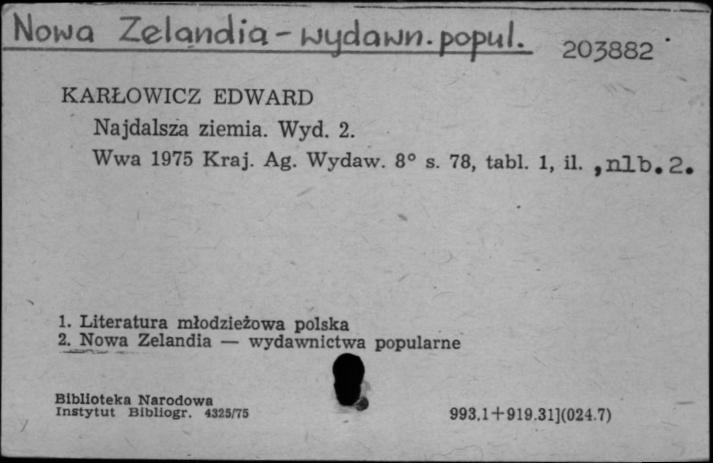 Nowa Zelandia - wydawn. popul.
203882
KARŁOWICZ EDWARD
Najdalsza ziemia. Wyd. 2.
Wwa 1975 Kraj. Ag. Wydaw. 8° s. 78, tabl. 1, il. , nlb. 2.
1. Literatura młodzieżowa polska
2. Nowa Zelandia — wydawnictwa popularne
Biblioteka Narodowa
Instytut Bibliogr. 4325/75
993.1+919.31](024.7)